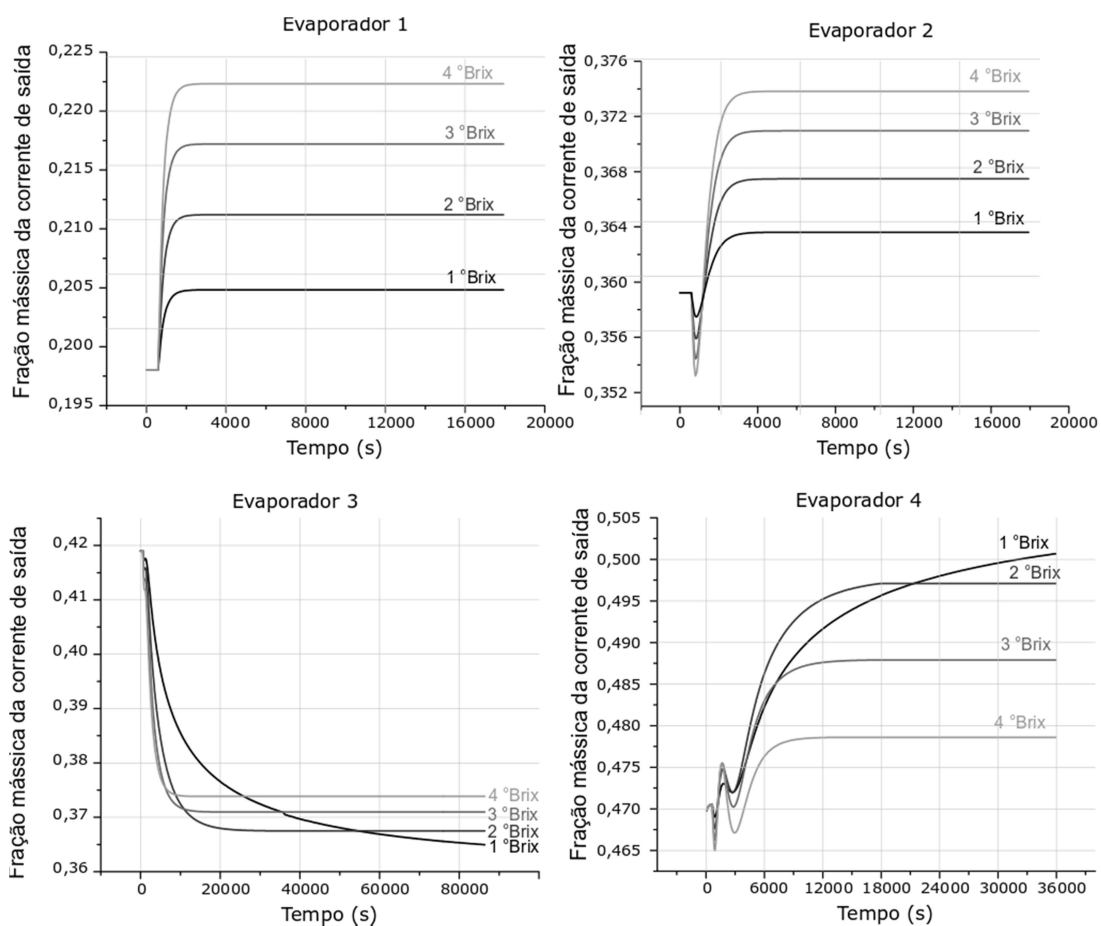 Evaporador 1
Fração mássica da corrente de saída
0,225
0,220
0,215
0,210
0,205
0,200
0,195
4 °Brix
3 °Brix
2 °Brix
1 °Brix
0 4000 8000 12000 16000 20000
Tempo (s)
Evaporador 2
Fração mássica da corrente de saída
0,376
0,372
0,368
0,364
0,360
0,356
0,352
4 °Brix
3 °Brix
2 °Brix
1 °Brix
0 4000 8000 12000 16000 20000
Tempo (s)
Evaporador 3
Fração mássica da corrente de saída
0,42
0,41
0,40
0,39
0,38
0,37
0,36
4 °Brix
3 °Brix
2 °Brix
1 °Brix
0 20000 40000 60000 80000
Tempo (s)
Evaporador 4
Fração mássica da corrente de saída
0,505
0,500
0,495
0,490
0,485
0,480
0,475
0,470
0,465
1 °Brix
2 °Brix
3 °Brix
4 °Brix
0 6000 12000 18000 24000 30000 36000
Tempo (s)